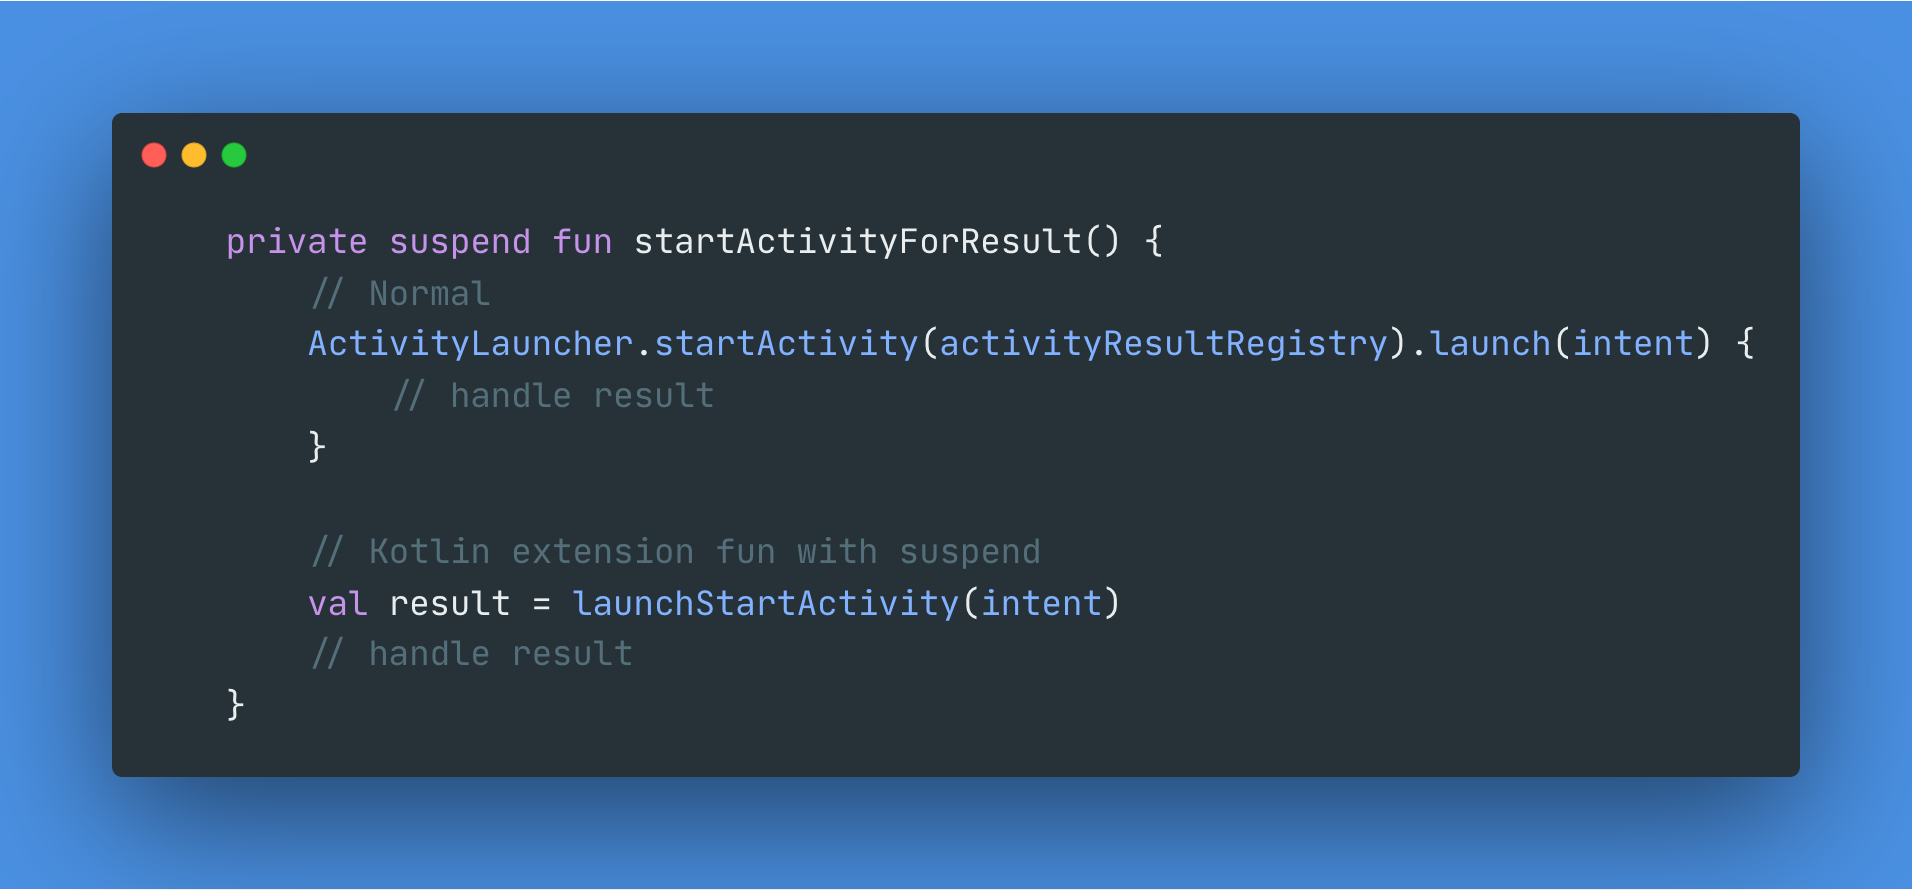 private suspend fun startActivityForResult() {
    // Normal
    ActivityLauncher.startActivity(activityResultRegistry).launch(intent) {
        // handle result
    }

    // Kotlin extension fun with suspend
    val result = launchStartActivity(intent)
    // handle result
}